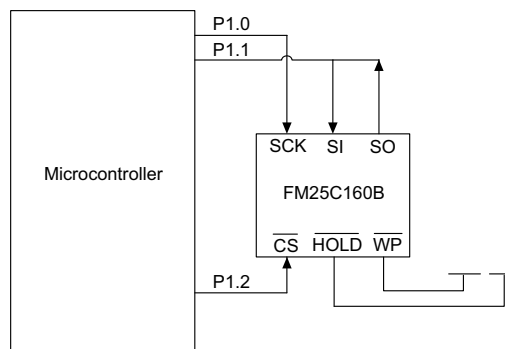 P1.0
P1.1
SCK SI SO
Microcontroller
FM25C160B
CS HOLD WP
P1.2